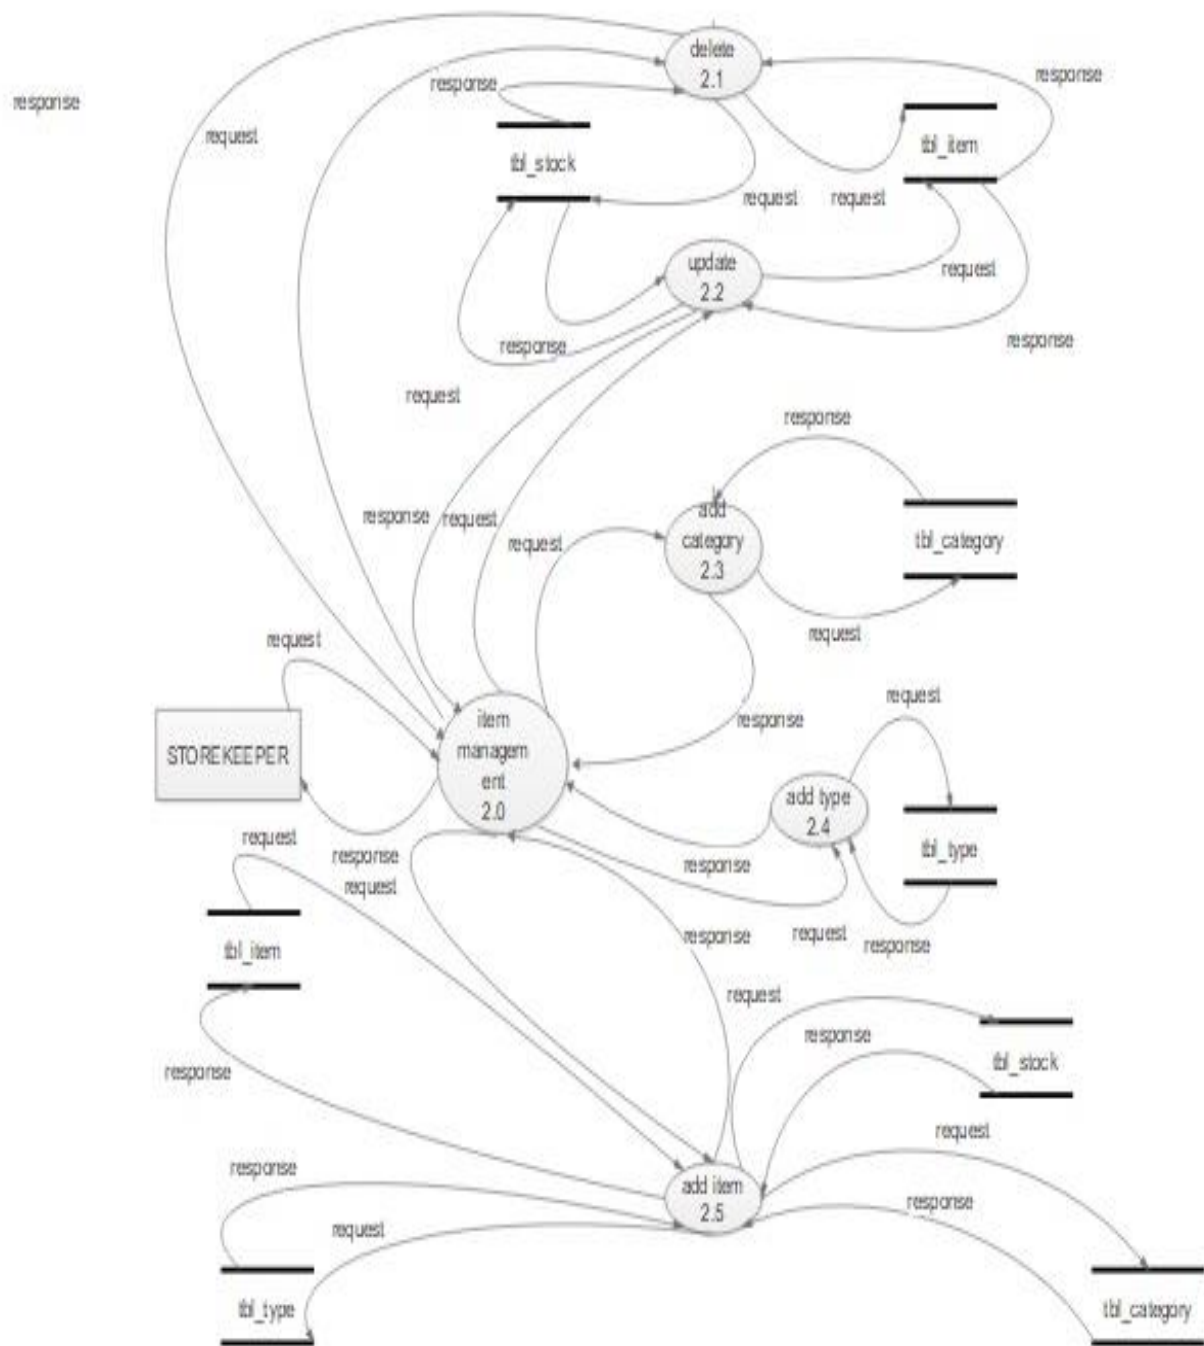 delete
2.1
response
response
response
request
tbl_item
tbl_stock
request
request
update
2.2
request
response
response
request
response
add
category
2.3
response
request
request
tbl_category
request
request
request
item
managem
ent
2.0
response
STOREKEEPER
add type
2.4
request
response
request
response
tbl_type
request
response
response
request
tbl_item
response
request
response
tbl_stock
response
request
add item
2.5
response
response
request
tbl_type
tbl_category